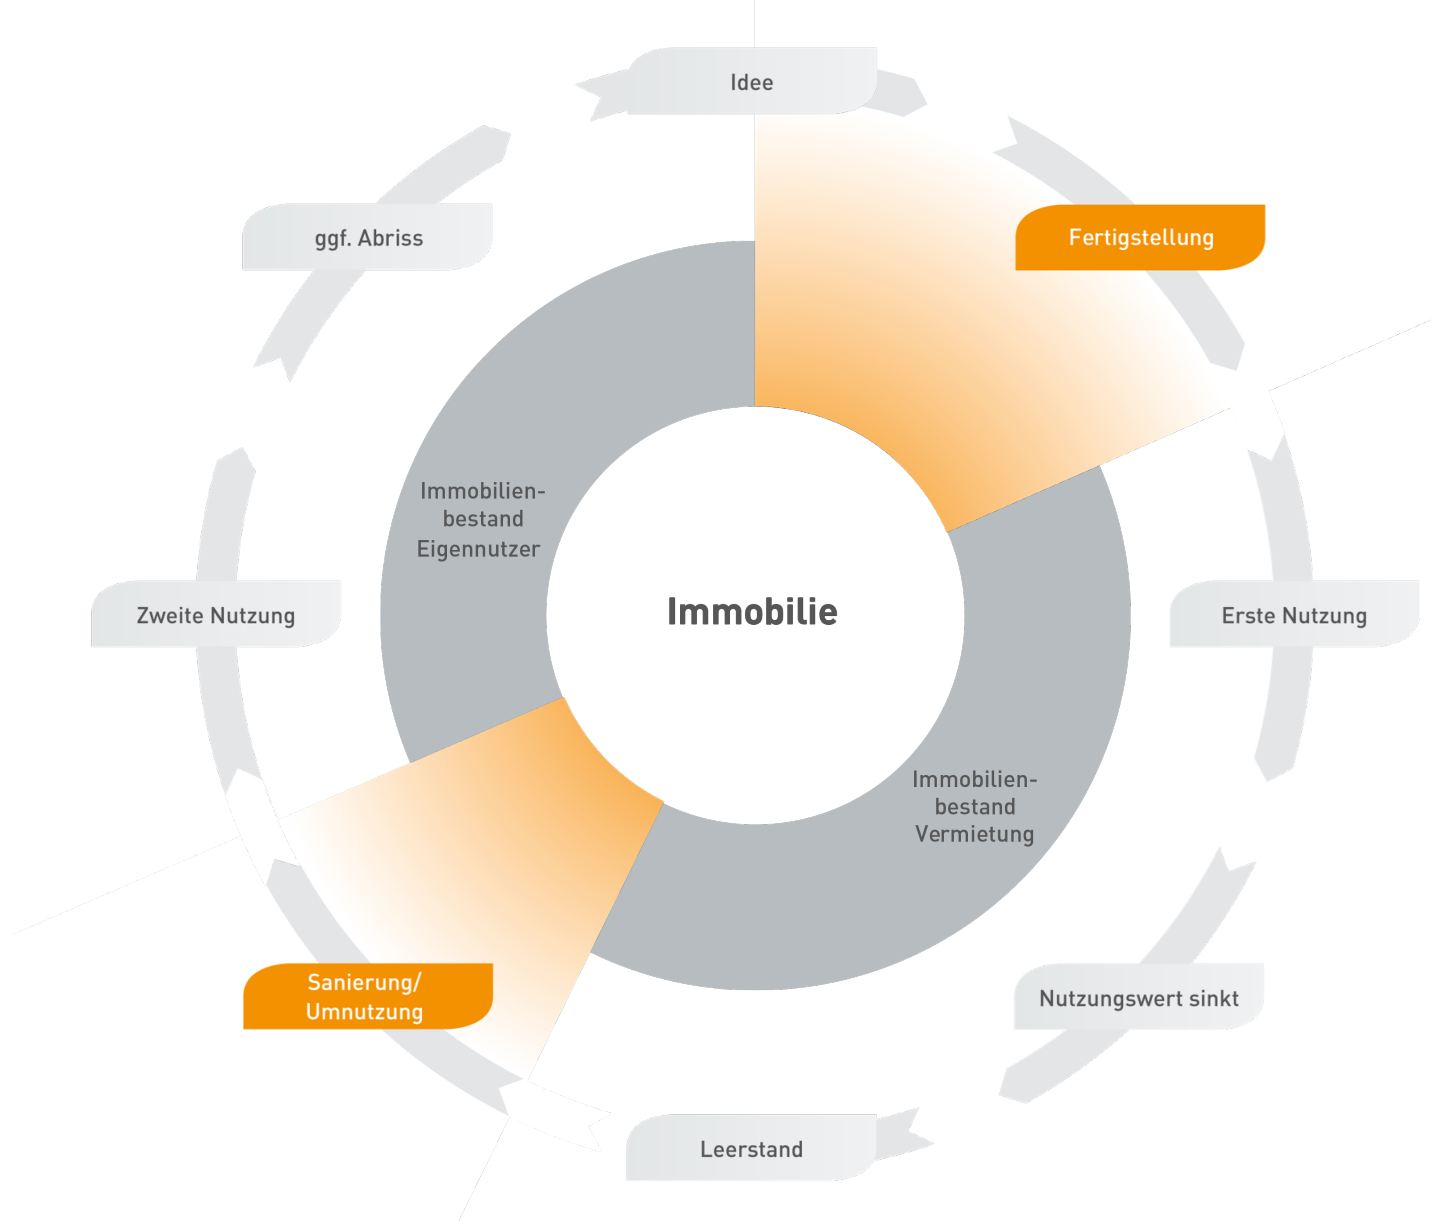 Idee
ggf. Abriss
Fertigstellung
Immobilien-
bestand
Eigennutzer
Immobilie
Zweite Nutzung
Erste Nutzung
Immobilien-
bestand
Vermietung
Sanierung/
Umnutzung
Nutzungswert sinkt
Leerstand